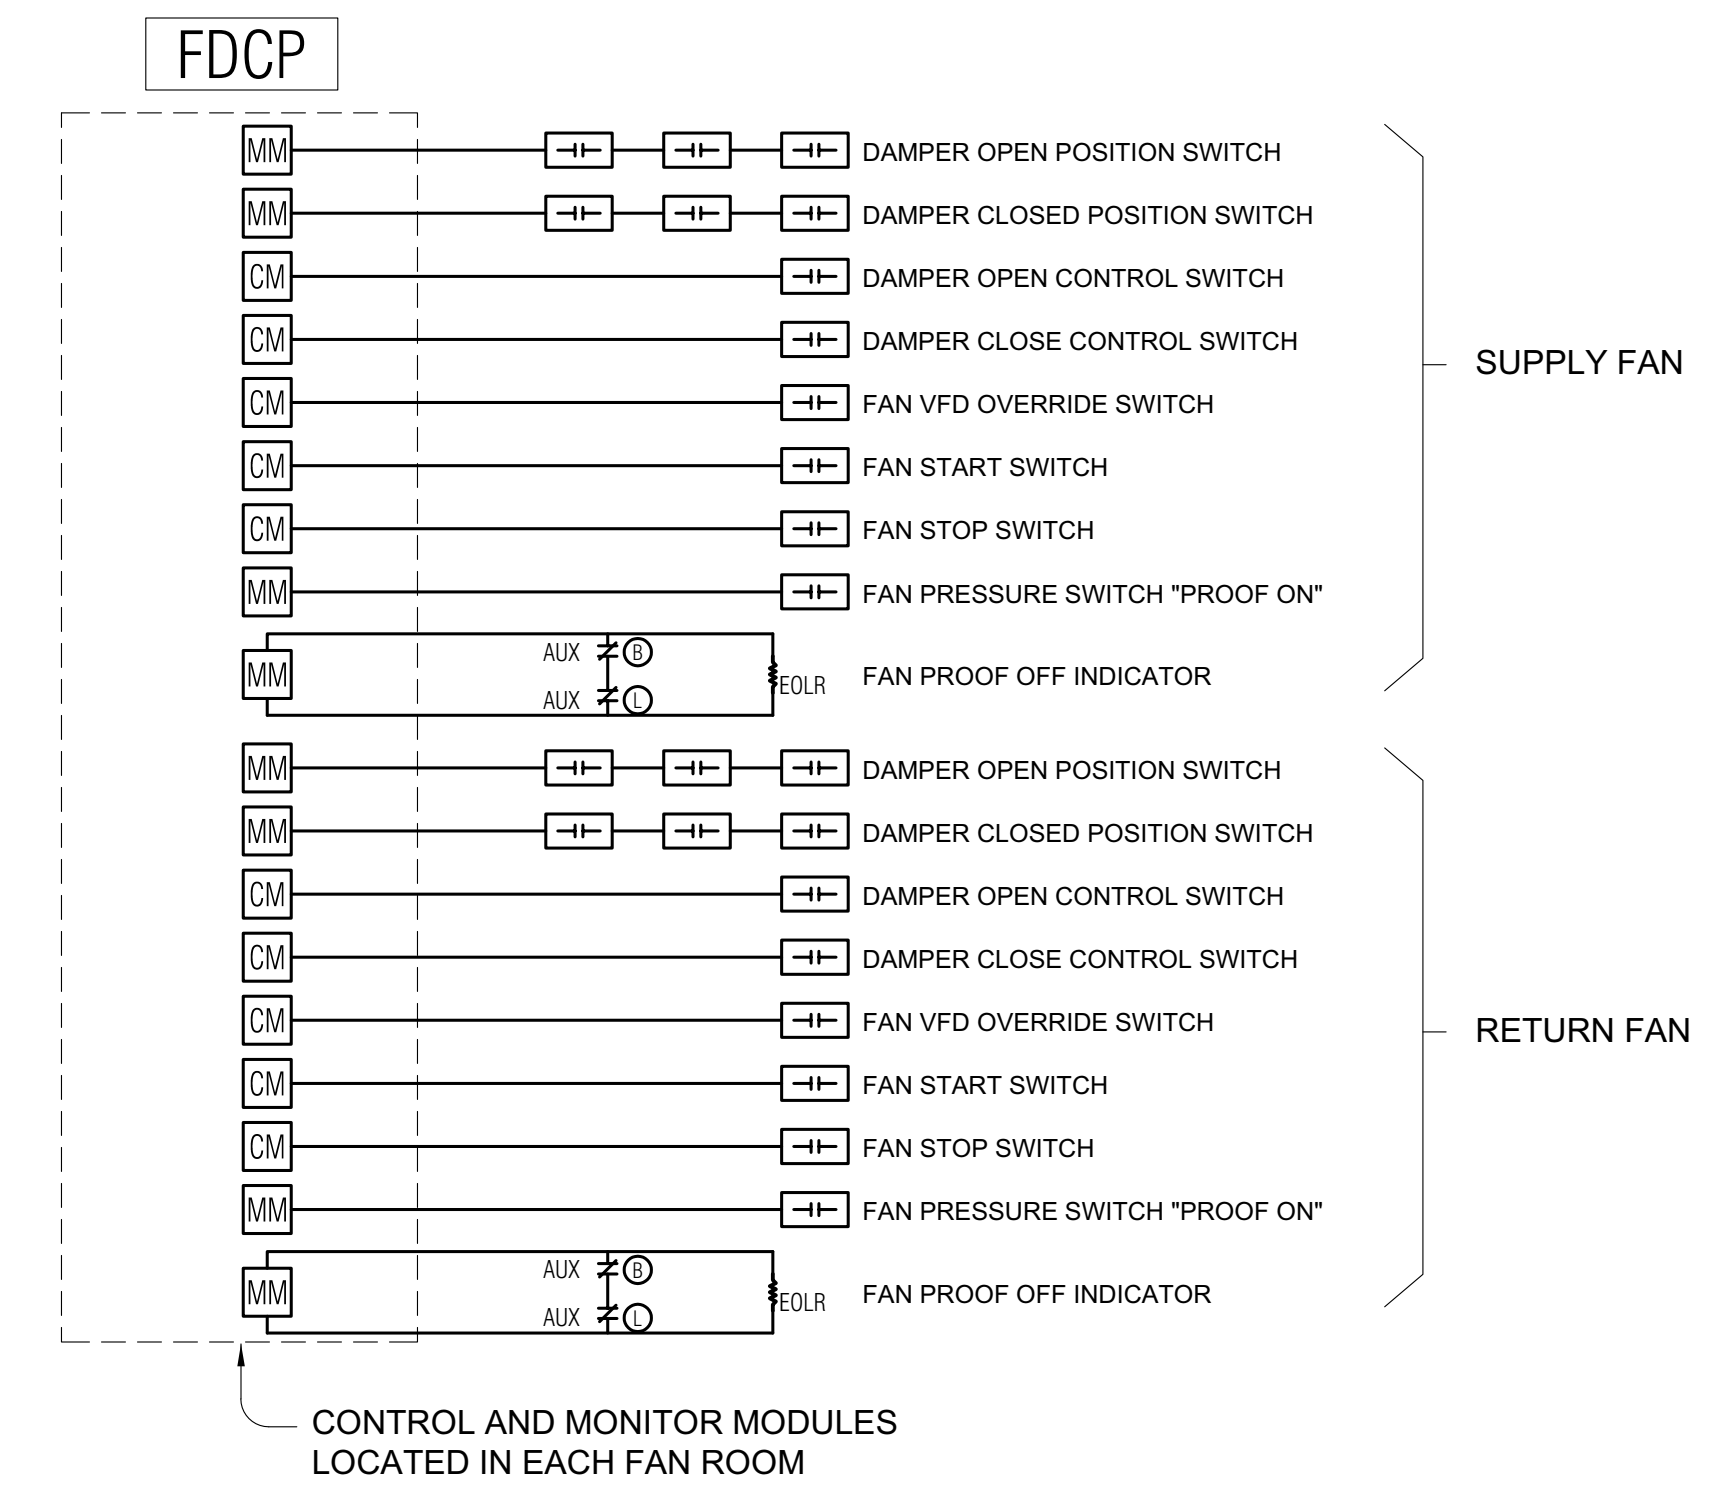 FDCP
MM DAMPER OPEN POSITION SWITCH
MM DAMPER CLOSED POSITION SWITCH
CM DAMPER OPEN CONTROL SWITCH
CM DAMPER CLOSE CONTROL SWITCH
SUPPLY FAN
CM FAN VFD OVERRIDE SWITCH
CM FAN START SWITCH
CM FAN STOP SWITCH
MM FAN PRESSURE SWITCH "PROOF ON"
AUX B
MM EOLR FAN PROOF OFF INDICATOR
AUX L
MM DAMPER OPEN POSITION SWITCH
MM DAMPER CLOSED POSITION SWITCH
CM DAMPER OPEN CONTROL SWITCH
CM DAMPER CLOSE CONTROL SWITCH
CM FAN VFD OVERRIDE SWITCH
RETURN FAN
CM FAN START SWITCH
CM FAN STOP SWITCH
MM FAN PRESSURE SWITCH "PROOF ON"
AUX B
MM EOLR FAN PROOF OFF INDICATOR
AUX L
CONTROL AND MONITOR MODULES
LOCATED IN EACH FAN ROOM